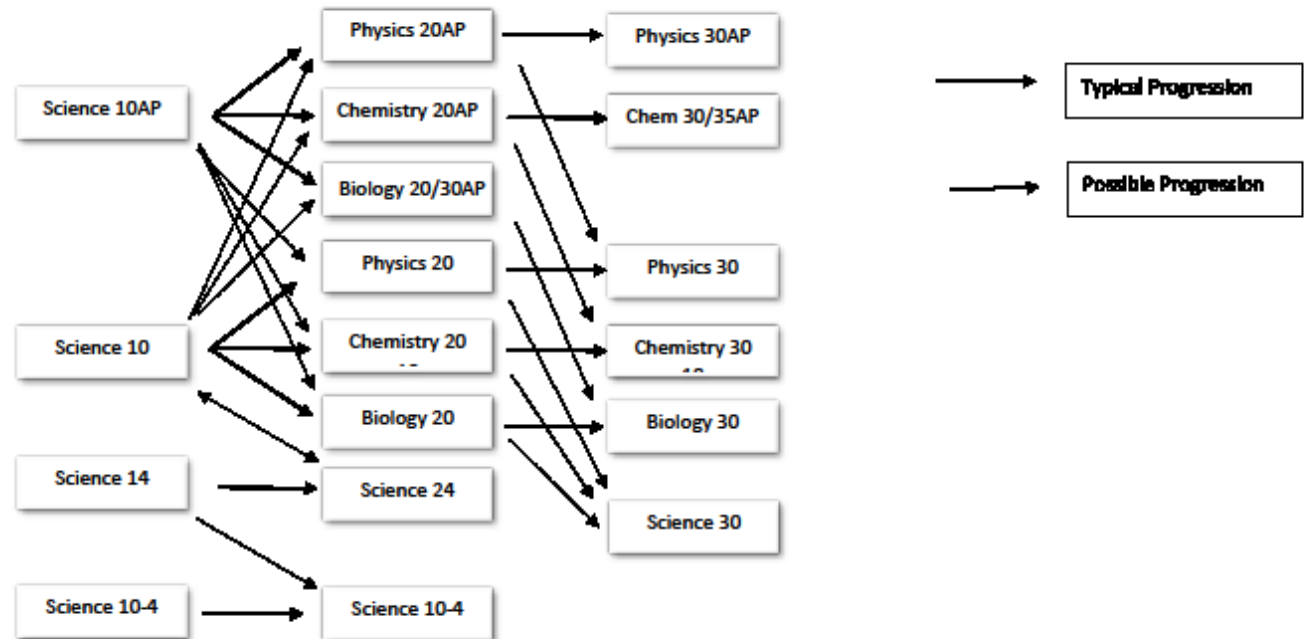 Physics 20AP
Physics 30AP
Science 10AP
Chemistry 20AP
Chem 30/35AP
Biology 20/30AP
Physics 20
Physics 30
Science 10
Chemistry 20
Chemistry 30
Biology 20
Biology 30
Science 14
Science 24
Science 30
Science 10-4
Science 10-4
Typical Progression
Possible Progression